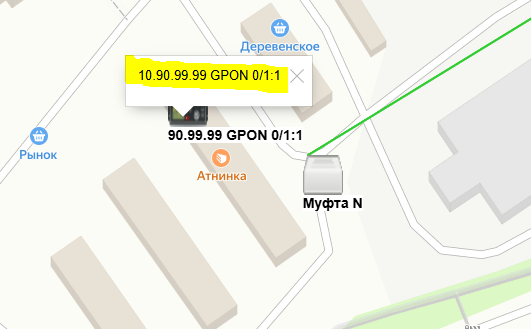 Деревенское
10.90.99.99 GPON 0/1:1
90.99.99 GPON 0/1:1
Рынок
Атнинка
Муфта N